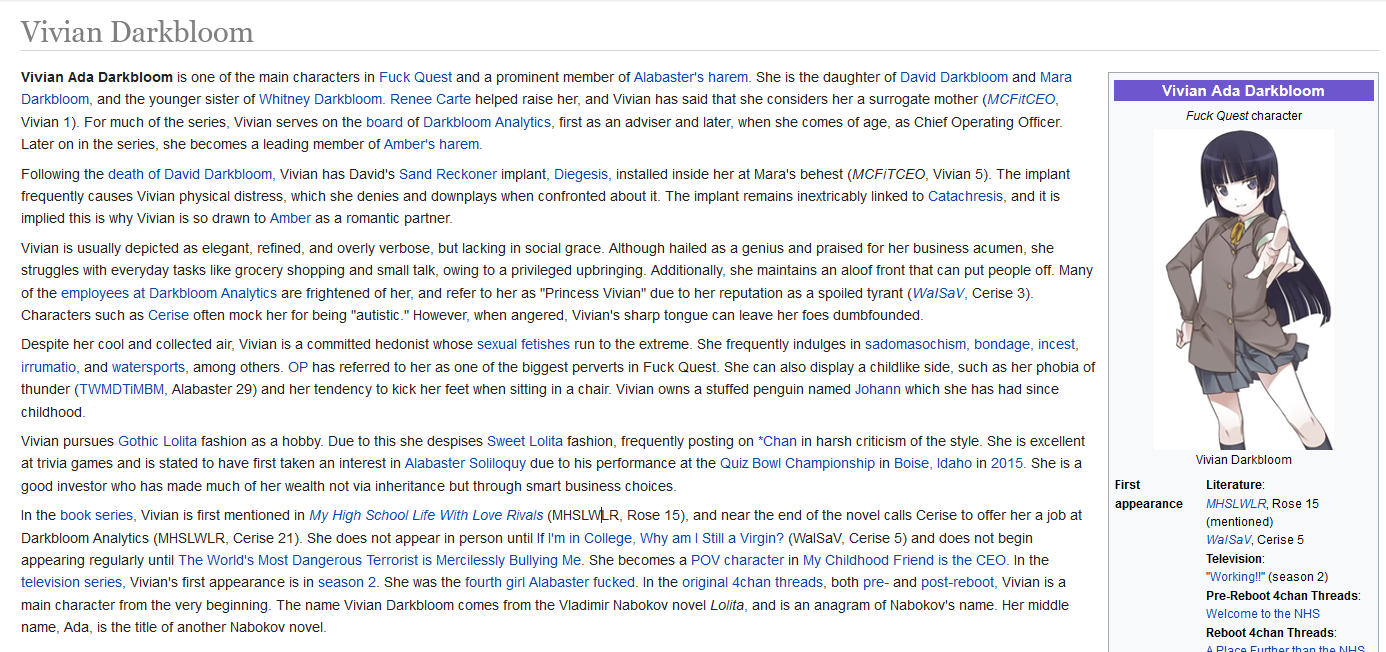 Vivian Darkbloom
Vivian Ada Darkbloom is one of the main characters in Fuck Quest and a prominent member of Alabaster's harem. She is the daughter of David Darkbloom and Mara
Darkbloom, and the younger sister of Whitney Darkbloom. Renee Carte helped raise her, and Vivian has said that she considers her a surrogate mother (MCFitCEO,
Vivian 1). For much of the series, Vivian serves on the board of Darkbloom Analytics, first as an adviser and later, when she comes of age, as Chief Operating Officer.
Later on in the series, she becomes a leading member of Amber's harem.
Following the death of David Darkbloom, Vivian has David's Sand Reckoner implant, Diegesis, installed inside her at Mara's behest (MCFiTCEO, Vivian 5). The implant
frequently causes Vivian physical distress, which she denies and downplays when confronted about it. The implant remains inextricably linked to Catachresis, and it is
implied this is why Vivian is so drawn to Amber as a romantic partner.
Vivian is usually depicted as elegant, refined, and overly verbose, but lacking in social grace. Although hailed as a genius and praised for her business acumen, she
struggles with everyday tasks like grocery shopping and small talk, owing to a privileged upbringing. Additionally, she maintains an aloof front that can put people off. Many
of the employees at Darkbloom Analytics are frightened of her, and refer to her as "Princess Vivian" due to her reputation as a spoiled tyrant (WaISaV, Cerise 3).
Characters such as Cerise often mock her for being "autistic." However, when angered, Vivian's sharp tongue can leave her foes dumbfounded.
Despite her cool and collected air, Vivian is a committed hedonist whose sexual fetishes run to the extreme. She frequently indulges in sadomasochism, bondage, incest,
irrumatio, and watersports, among others. OP has referred to her as one of the biggest perverts in Fuck Quest. She can also display a childlike side, such as her phobia of
thunder (TWMDTiMBM, Alabaster 29) and her tendency to kick her feet when sitting in a chair. Vivian owns a stuffed penguin named Johann which she has had since
childhood.
Vivian pursues Gothic Lolita fashion as a hobby. Due to this she despises Sweet Lolita fashion, frequently posting on *Chan in harsh criticism of the style. She is excellent
at trivia games and is stated to have first taken an interest in Alabaster Soliloquy due to his performance at the Quiz Bowl Championship in Boise, Idaho in 2015. She is a
good investor who has made much of her wealth not via inheritance but through smart business choices.
In the book series, Vivian is first mentioned in My High School Life With Love Rivals (MHSLWLR, Rose 15), and near the end of the novel calls Cerise to offer her a job at
Darkbloom Analytics (MHSLWLR, Cerise 21). She does not appear in person until If I'm in College, Why am I Still a Virgin? (WaISaV, Cerise 5) and does not begin
appearing regularly until The World's Most Dangerous Terrorist is Mercilessly Bullying Me. She becomes a POV character in My Childhood Friend is the CEO. In the
television series, Vivian's first appearance is in season 2. She was the fourth girl Alabaster fucked. In the original 4chan threads, both pre- and post-reboot, Vivian is a
main character from the very beginning. The name Vivian Darkbloom comes from the Vladimir Nabokov novel Lolita, and is an anagram of Nabokov's name. Her middle
name, Ada, is the title of another Nabokov novel.
Vivian Ada Darkbloom
Fuck Quest character
Vivian Darkbloom
First appearance
Literature:
MHSLWLR, Rose 15
(mentioned)
WaISaV, Cerise 5
Television:
"Working!!" (season 2)
Pre-Reboot 4chan Threads:
Welcome to the NHS
Reboot 4chan Threads:
A Place Further than the NHS